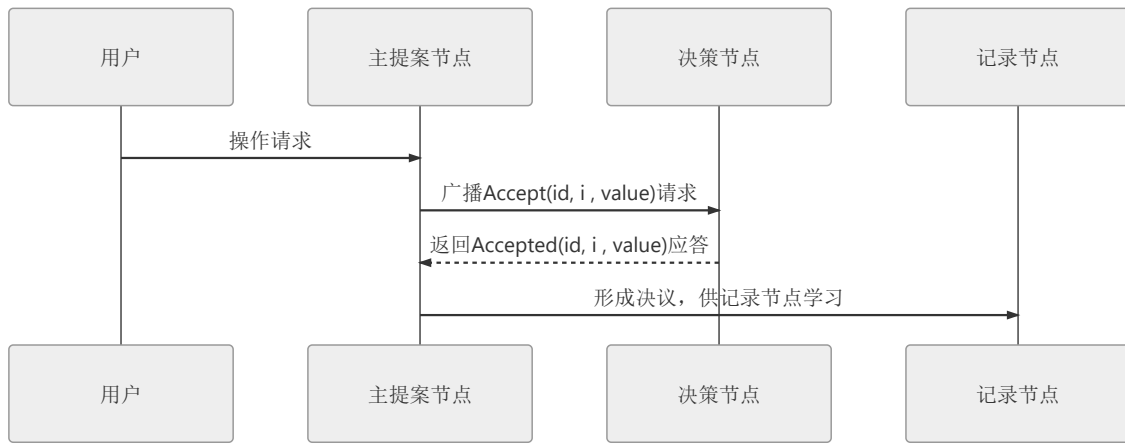 用户
主提案节点
决策节点
记录节点
操作请求
广播Accept(id, i , value)请求
返回Accepted(id, i , value)应答
形成决议，供记录节点学习
用户
主提案节点
决策节点
记录节点